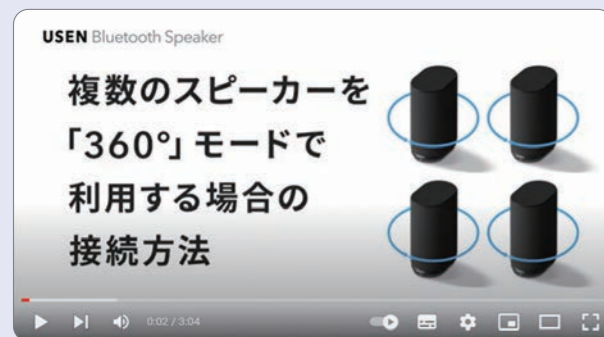 USEN Bluetooth Speaker
複数のスピーカーを
「360°」モードで
利用する場合の
接続方法
0:02 / 3:04